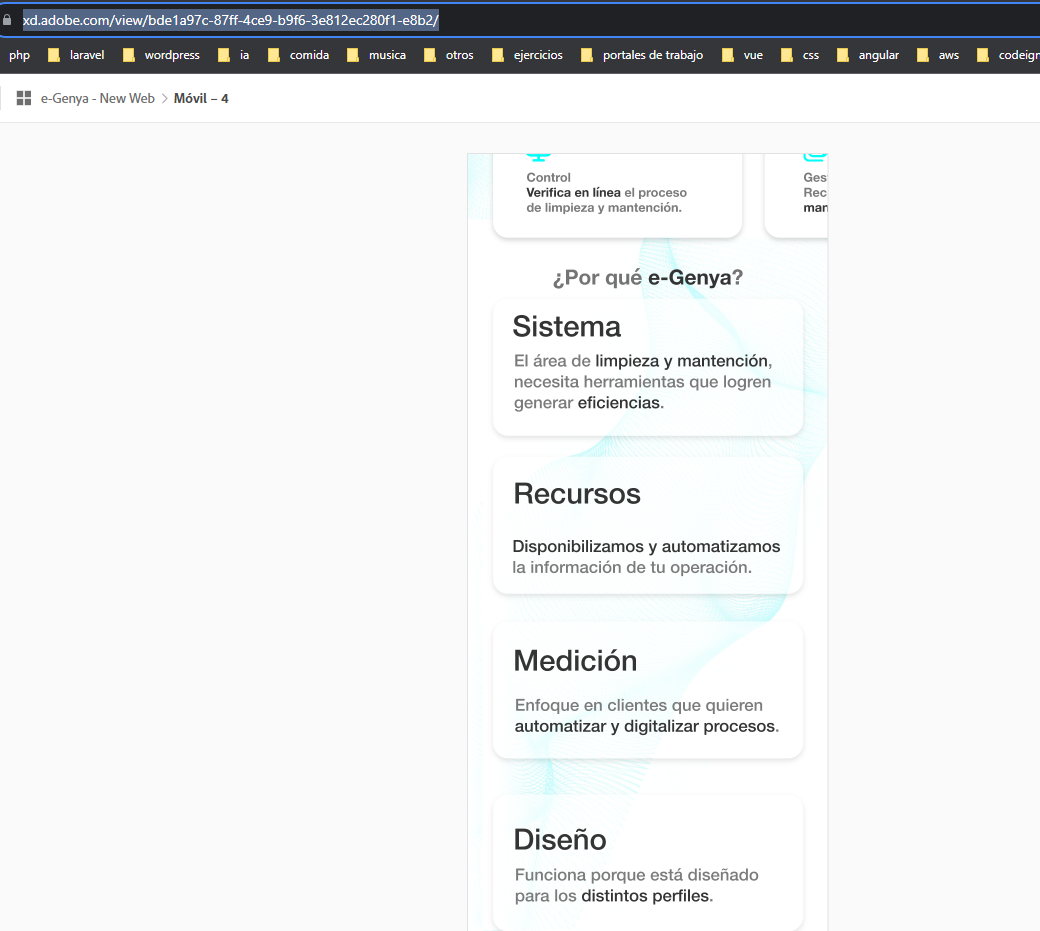 xd.adobe.com/view/bde1a97c-87ff-4ce9-b9f6-3e812ec280f1-e8b2/
php laravel wordpress ia comida musica otros ejercicios portales de trabajo vue css angular aws codeigr
e-Genya - New Web > Móvil – 4
Control
Verifica en línea el proceso
de limpieza y mantención.
Ges
Rec
man
¿Por qué e-Genya?
Sistema
El área de limpieza y mantención,
necesita herramientas que logren
generar eficiencias.
Recursos
Disponibilizamos y automatizamos
la información de tu operación.
Medición
Enfoque en clientes que quieren
automatizar y digitalizar procesos.
Diseño
Funciona porque está diseñado
para los distintos perfiles.